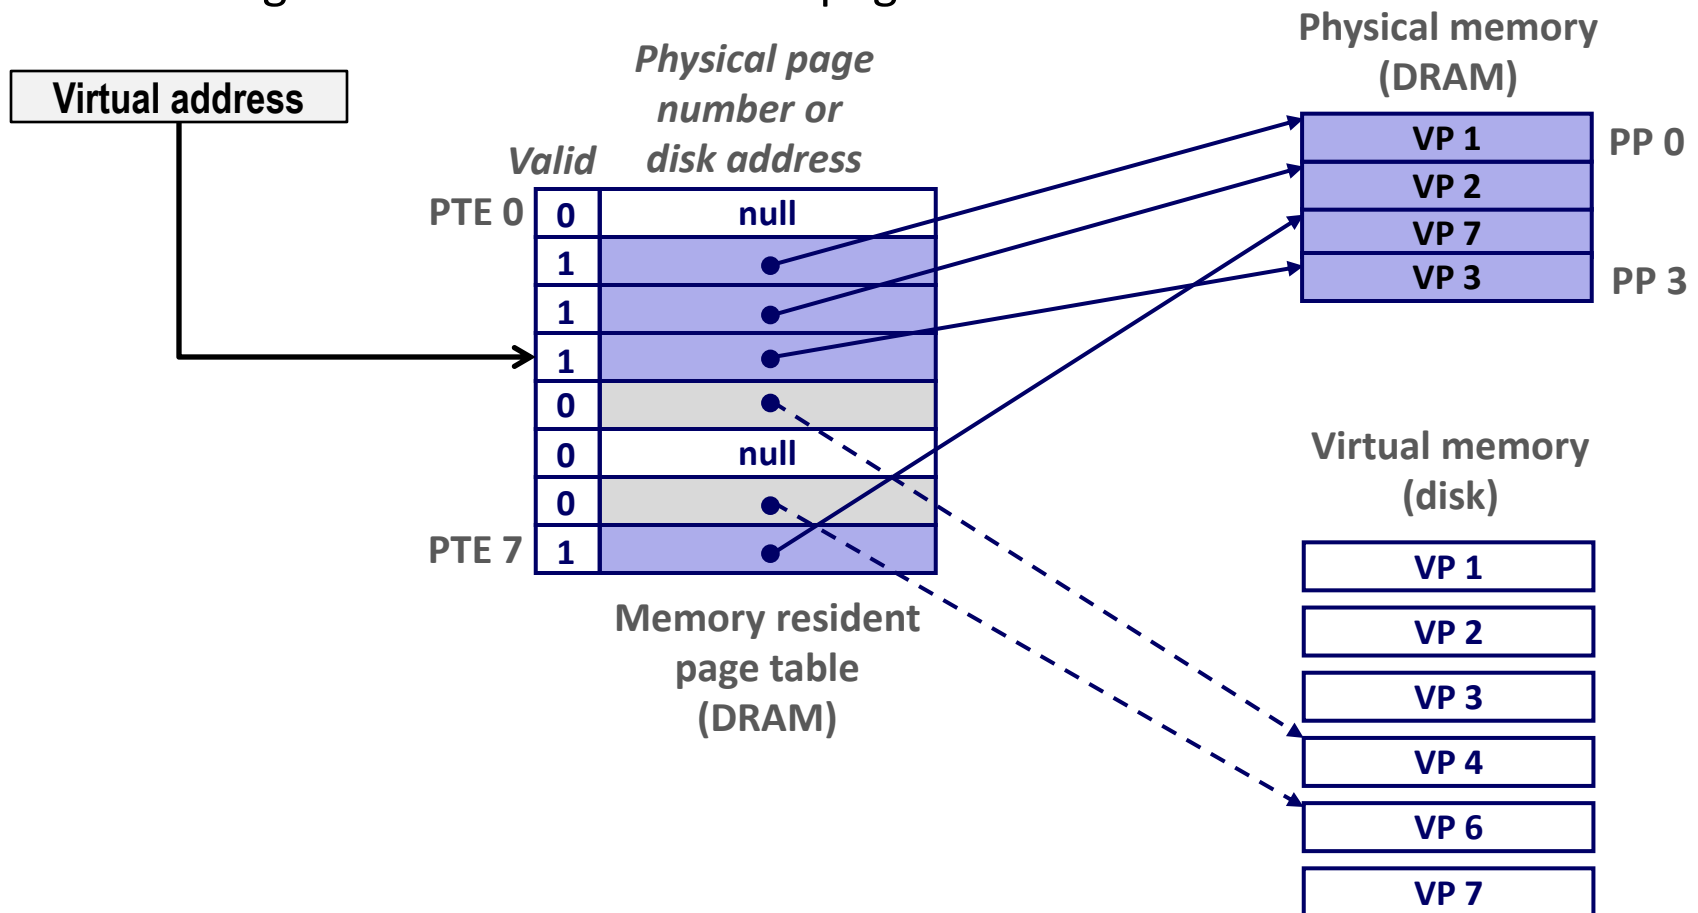 Physical memory
(DRAM)
Virtual address
Physical page
number or
disk address
Valid
PTE 0 0 null
1
1
1
0
0 null
0
PTE 7 1
Memory resident
page table
(DRAM)
VP 1 PP 0
VP 2
VP 7
VP 3 PP 3
Virtual memory
(disk)
VP 1
VP 2
VP 3
VP 4
VP 6
VP 7